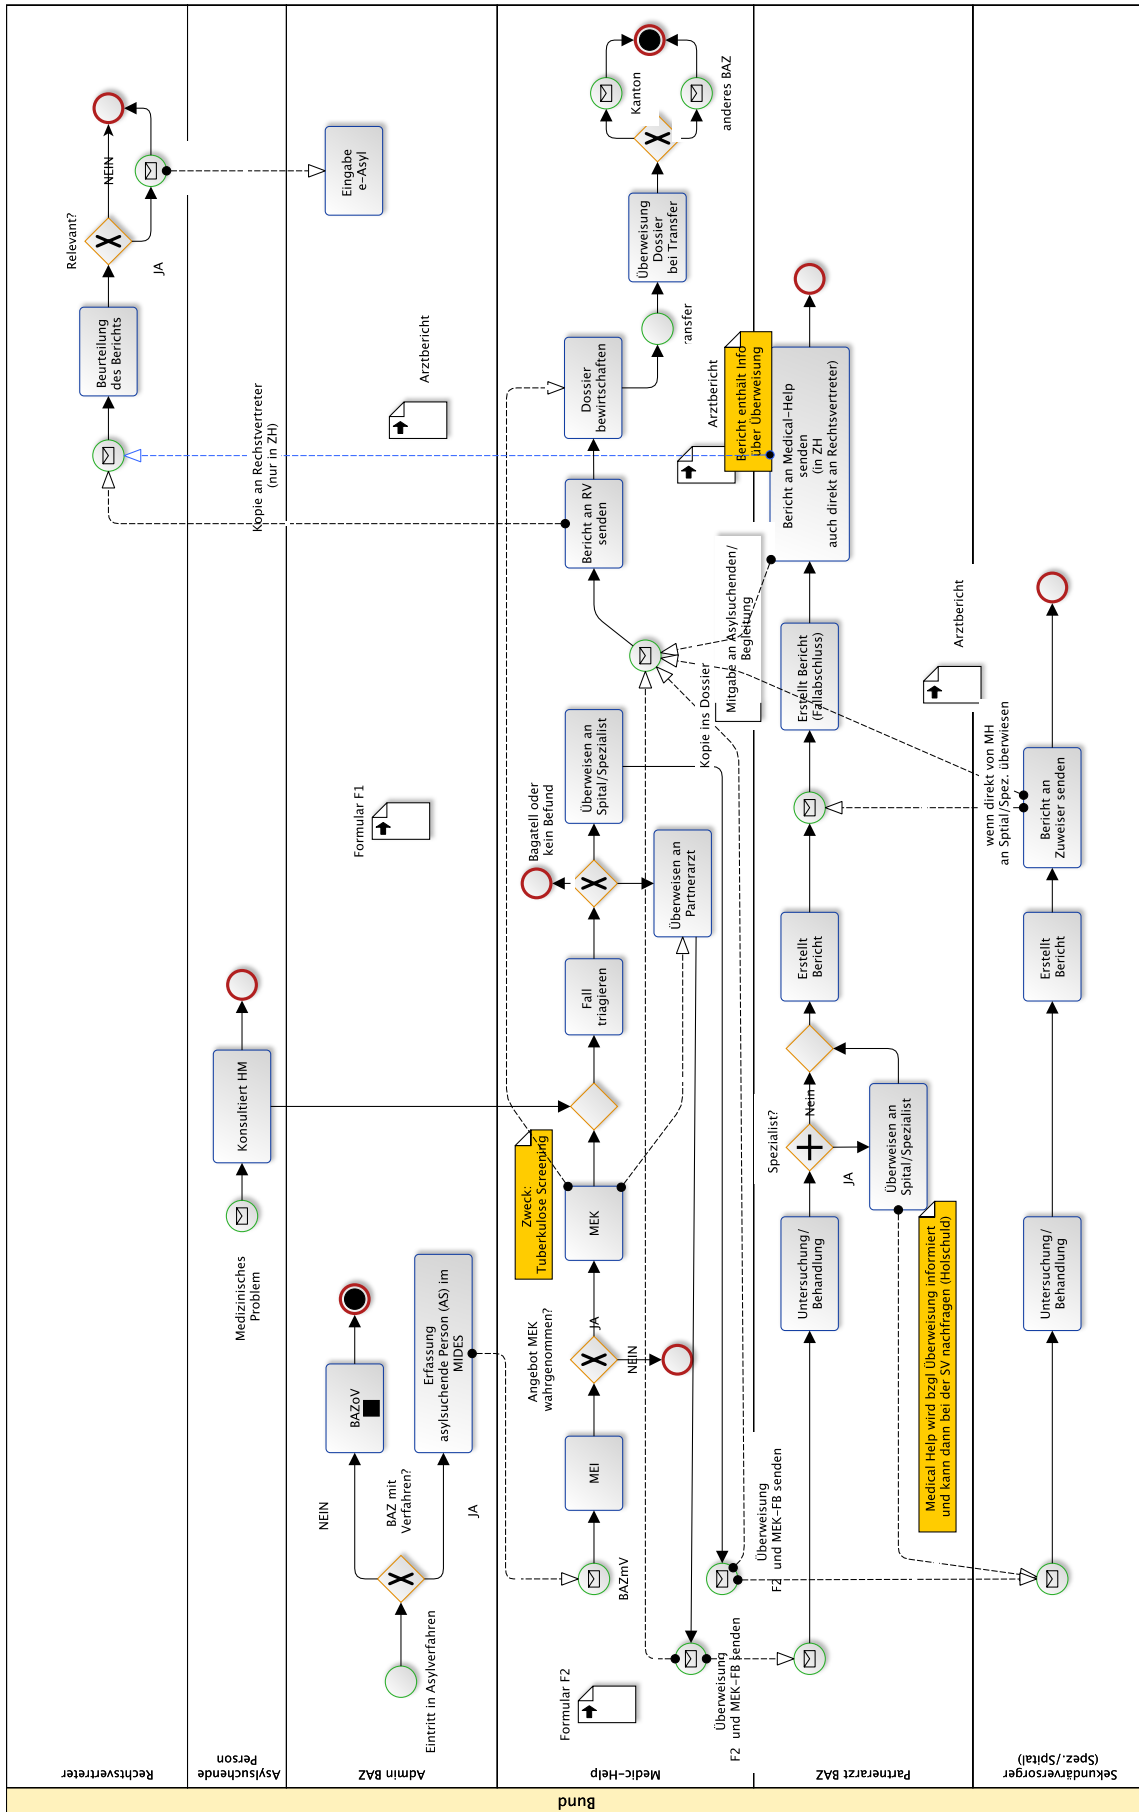 Bund
Rechtsvertreter
Relevant?
NEIN
JA
Beurteilung
des Berichts
Asylsuchende
Person
Medizinisches
Problem
Konsultiert HM
Kopie an Rechstvertreter
(nur in ZH)
Admin BAZ
Eintritt in Asylverfahren
BAZ mit
Verfahren?
NEIN
JA
BAZoV
Erfassung
asylsuchende Person (AS) im
MIDES
Formular F1
Arztbericht
Eingabe
e-Asyl
Medic-Help
Formular F2
BAZmV
MEI
Angebot MEK
wahrgenommen?
JA
NEIN
Zweck:
Tuberkulose Screening
MEK
Fall
triagieren
Bagatell oder
kein Befund
Überweisen an
Spital/Spezialist
Überweisen an
Partnerarzt
Kopie ins Dossier
Bericht an RV
senden
Dossier
bewirtschaften
ansfer
Überweisung
Dossier
bei Transfer
Kanton
anderes BAZ
Überweisung
F2 und MEK-FB senden
Überweisung
F2 und MEK-FB senden
Mitgabe an Asylsuchenden/
Begleitung
Arztbericht
Bericht enthält Info
über Überweisung
Partnerarzt BAZ
Untersuchung/
Behandlung
Spezialist?
Nein
JA
Überweisen an
Spital/Spezialist
Medical Help wird bzgl Überweisung informiert
und kann dann bei der SV nachfragen (Holschuld)
Erstellt
Bericht
Erstellt Bericht
(Fallabschluss)
Bericht an Medical-Help
senden
(in ZH)
auch direkt an Rechtsvertreter)
Arztbericht
Sekundärversorger
(Spez./Spital)
Untersuchung/
Behandlung
Erstellt
Bericht
wenn direkt von MH
an Sptial/Spez. überwiesen
Bericht an
Zuweiser senden